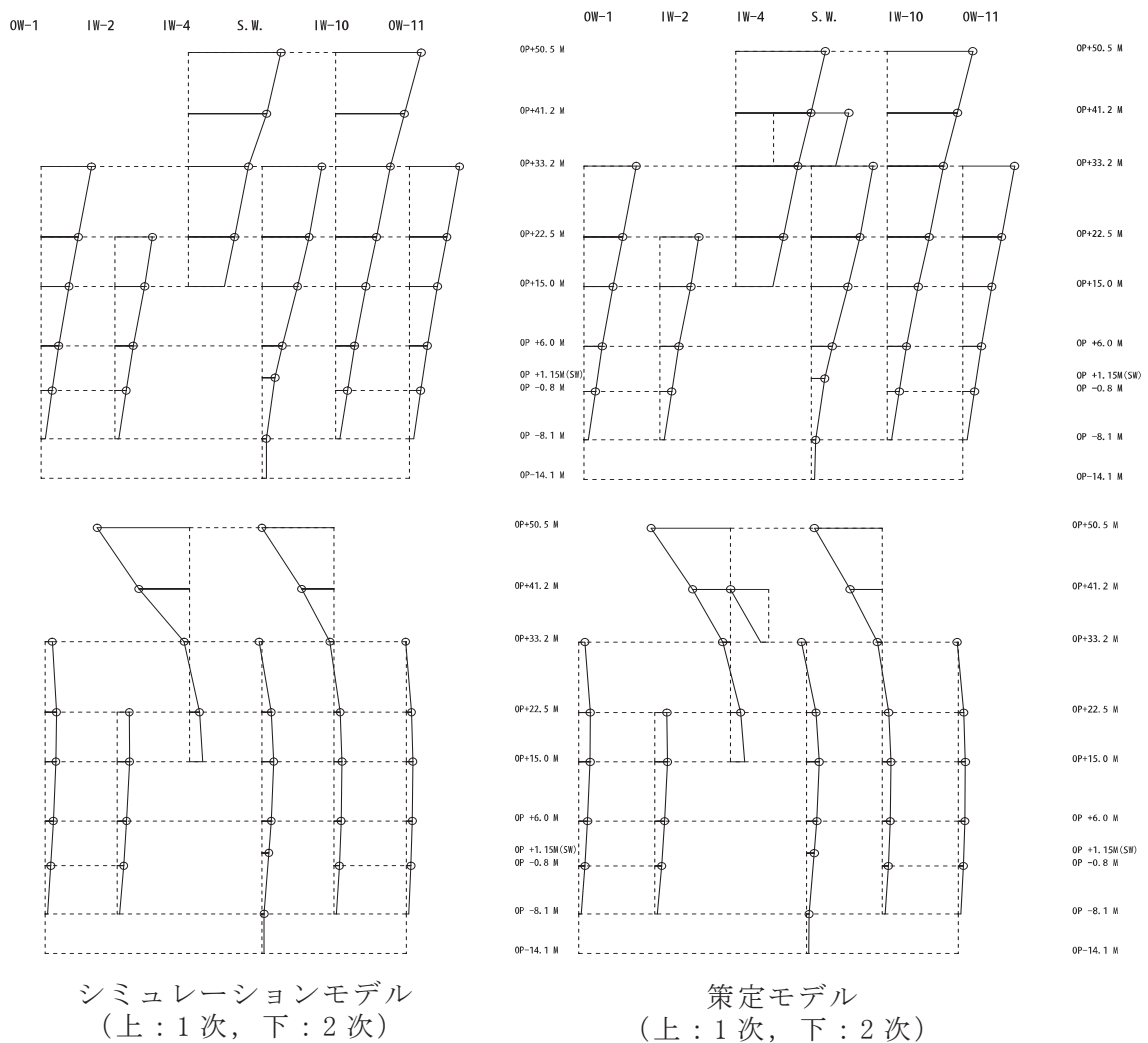 OW-1 IW-2 IW-4 S.W. IW-10 OW-11
OP+50.5 M
OP+41.2 M
OP+33.2 M
OP+22.5 M
OP+15.0 M
OP +6.0 M
OP +1.15M(SW)
OP -0.8 M
OP -8.1 M
OP-14.1 M
OW-1 IW-2 IW-4 S.W. IW-10 OW-11
OP+50.5 M
OP+41.2 M
OP+33.2 M
OP+22.5 M
OP+15.0 M
OP +6.0 M
OP +1.15M(SW)
OP -0.8 M
OP -8.1 M
OP-14.1 M
OP+50.5 M
OP+41.2 M
OP+33.2 M
OP+22.5 M
OP+15.0 M
OP +6.0 M
OP +1.15M(SW)
OP -0.8 M
OP -8.1 M
OP-14.1 M
シミュレーションモデル
（上：1次，下：2次）
OP+50.5 M
OP+41.2 M
OP+33.2 M
OP+22.5 M
OP+15.0 M
OP +6.0 M
OP +1.15M(SW)
OP -0.8 M
OP -8.1 M
OP-14.1 M
策定モデル
（上：1次，下：2次）